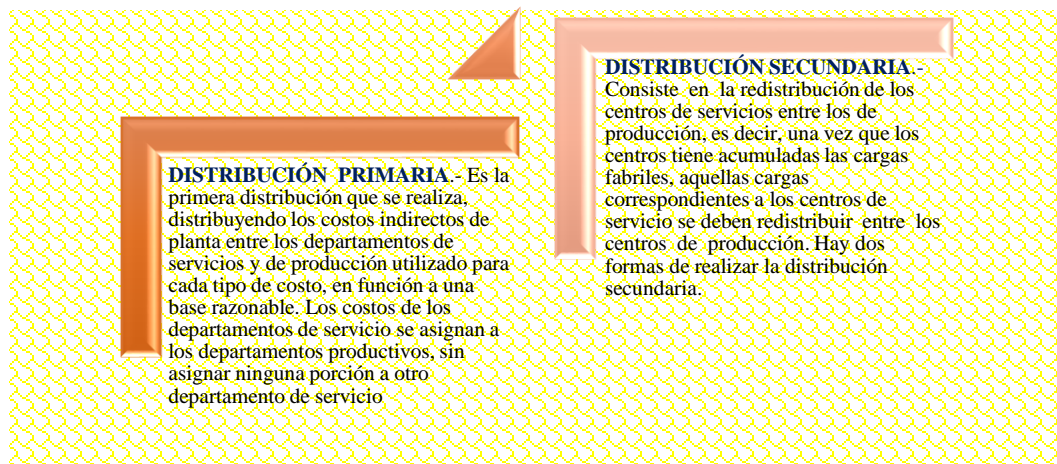 DISTRIBUCIÓN PRIMARIA.- Es la
primera distribución que se realiza,
distribuyendo los costos indirectos de
planta entre los departamentos de
servicios y de producción utilizado para
cada tipo de costo, en función a una
base razonable. Los costos de los
departamentos de servicio se asignan a
los departamentos productivos, sin
asignar ninguna porción a otro
departamento de servicio
DISTRIBUCIÓN SECUNDARIA.-
Consiste en la redistribución de los
centros de servicios entre los de
producción, es decir, una vez que los
centros tiene acumuladas las cargas
fabriles, aquellas cargas
correspondientes a los centros de
servicio se deben redistribuir entre los
centros de producción. Hay dos
formas de realizar la distribución
secundaria.